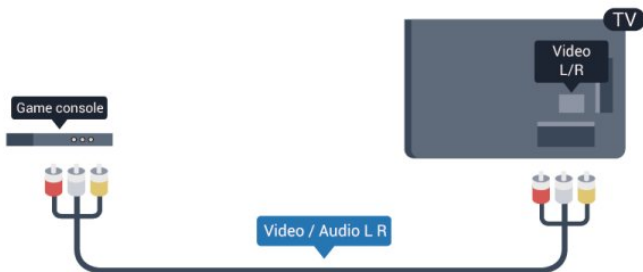 TV
Video
L/R
Game console
Video / Audio L R